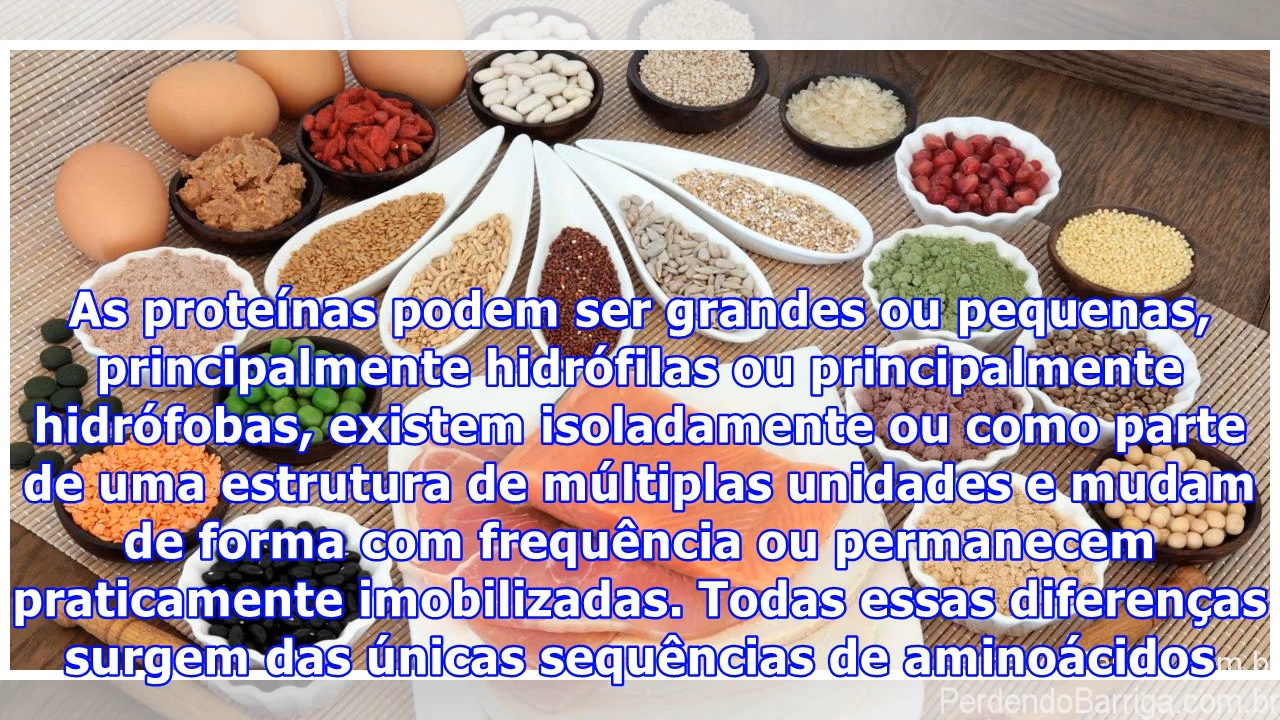 As proteínas podem ser grandes ou pequenas,
principalmente hidrófilas ou principalmente
hidrófobas, existem isoladamente ou como parte
de uma estrutura de múltiplas unidades e mudam
de forma com frequência ou permanecem
praticamente imobilizadas. Todas essas diferenças
surgem das únicas sequências de aminoácidos
m.b
PerdendoBarriga.com.br